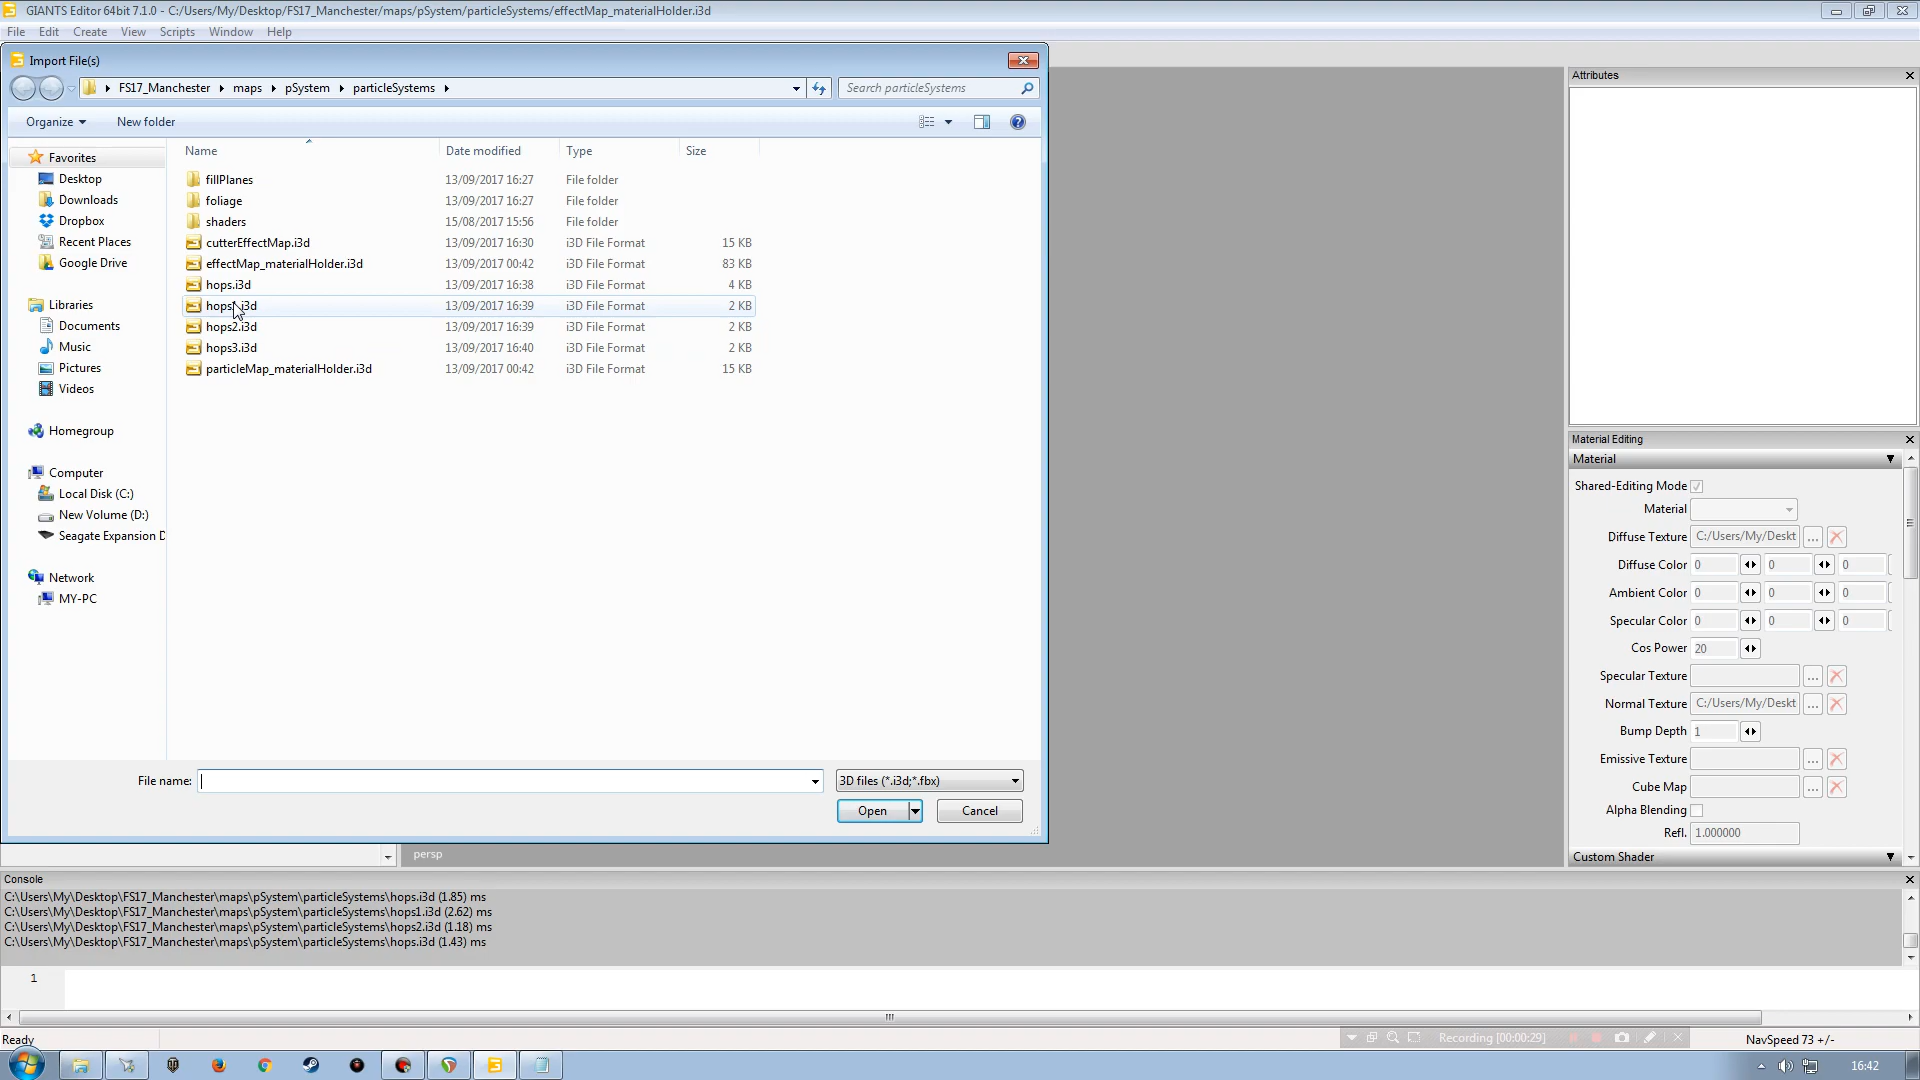 GIANTS Editor 64bit 7.1.0 - C:/Users/My/Desktop/FS17_Manchester/maps/pSystem/particleSystems/effectMap_materialHolder.i3d
File Edit Create View Scripts Window Help
Import File(s)
FS17_Manchester maps pSystem particleSystems Search particleSystems
Organize New folder
Name Date modified Type Size
Favorites
Desktop
Downloads
Dropbox
Recent Places
Google Drive
Libraries
Documents
Music
Pictures
Videos
Homegroup
Computer
Local Disk (C:)
New Volume (D:)
Seagate Expansion D
Network
MY-PC
fillPlanes 13/09/2017 16:27 File folder
foliage 13/09/2017 16:27 File folder
shaders 15/08/2017 15:56 File folder
cutterEffectMap.i3d 13/09/2017 16:30 i3D File Format 15 KB
effectMap_materialHolder.i3d 13/09/2017 00:42 i3D File Format 83 KB
hops.i3d 13/09/2017 16:38 i3D File Format 4 KB
hops1.i3d 13/09/2017 16:39 i3D File Format 2 KB
hops2.i3d 13/09/2017 16:39 i3D File Format 2 KB
hops3.i3d 13/09/2017 16:40 i3D File Format 2 KB
particleMap_materialHolder.i3d 13/09/2017 00:42 i3D File Format 15 KB
File name: 3D files (*.i3d;*.fbx)
Open Cancel
persp
Attributes
Material Editing
Material
Shared-Editing Mode
Material
Diffuse Texture C:/Users/My/Deskt ...
Diffuse Color 0 0 0
Ambient Color 0 0 0
Specular Color 0 0 0
Cos Power 20
Specular Texture ...
Normal Texture C:/Users/My/Deskt ...
Bump Depth 1
Emissive Texture ...
Cube Map ...
Alpha Blending
Refl. 1.000000
Custom Shader
Console
C:\Users\My\Desktop\FS17_Manchester\maps\pSystem\particleSystems\hops.i3d (1.85) ms
C:\Users\My\Desktop\FS17_Manchester\maps\pSystem\particleSystems\hops1.i3d (2.62) ms
C:\Users\My\Desktop\FS17_Manchester\maps\pSystem\particleSystems\hops2.i3d (1.18) ms
C:\Users\My\Desktop\FS17_Manchester\maps\pSystem\particleSystems\hops.i3d (1.43) ms
1
Ready Recording [00:00:29] NavSpeed 73 +/-
16:42